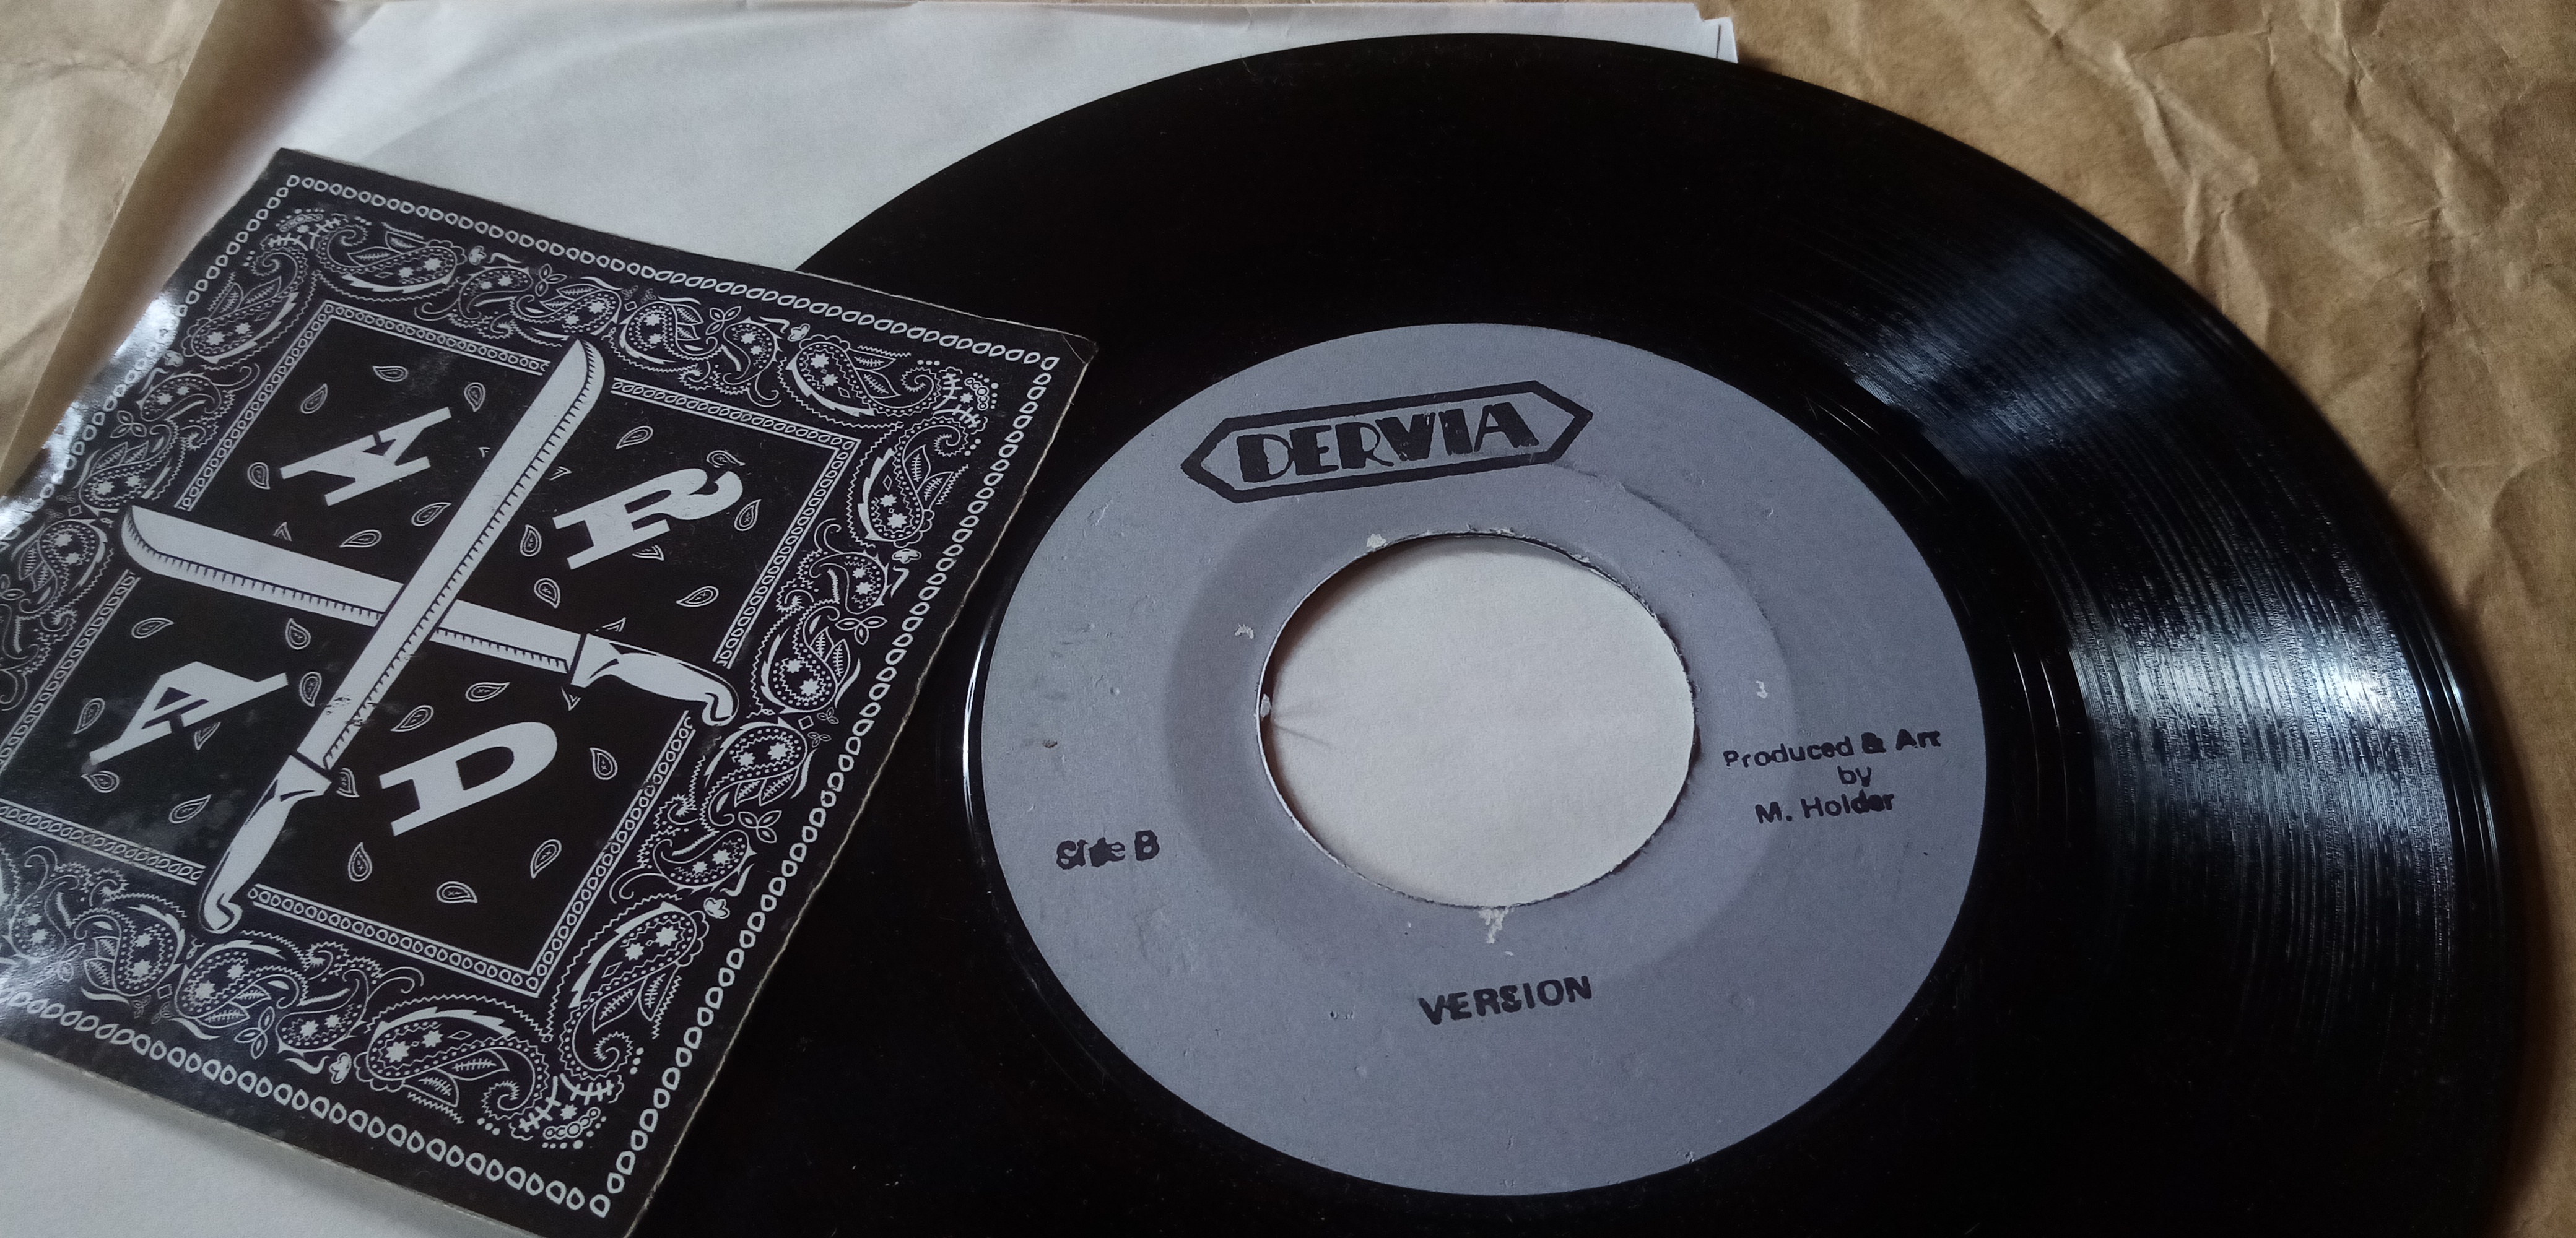 A R
A D
DERVIA
Side B
Produced & Arr
by
M. Holder
VERSION